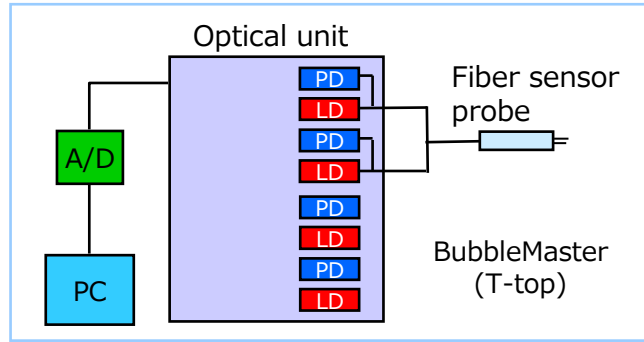 Optical unit
PD
LD
PD
LD
PD
LD
PD
LD
Fiber sensor
probe
A/D
PC
BubbleMaster
(T-top)